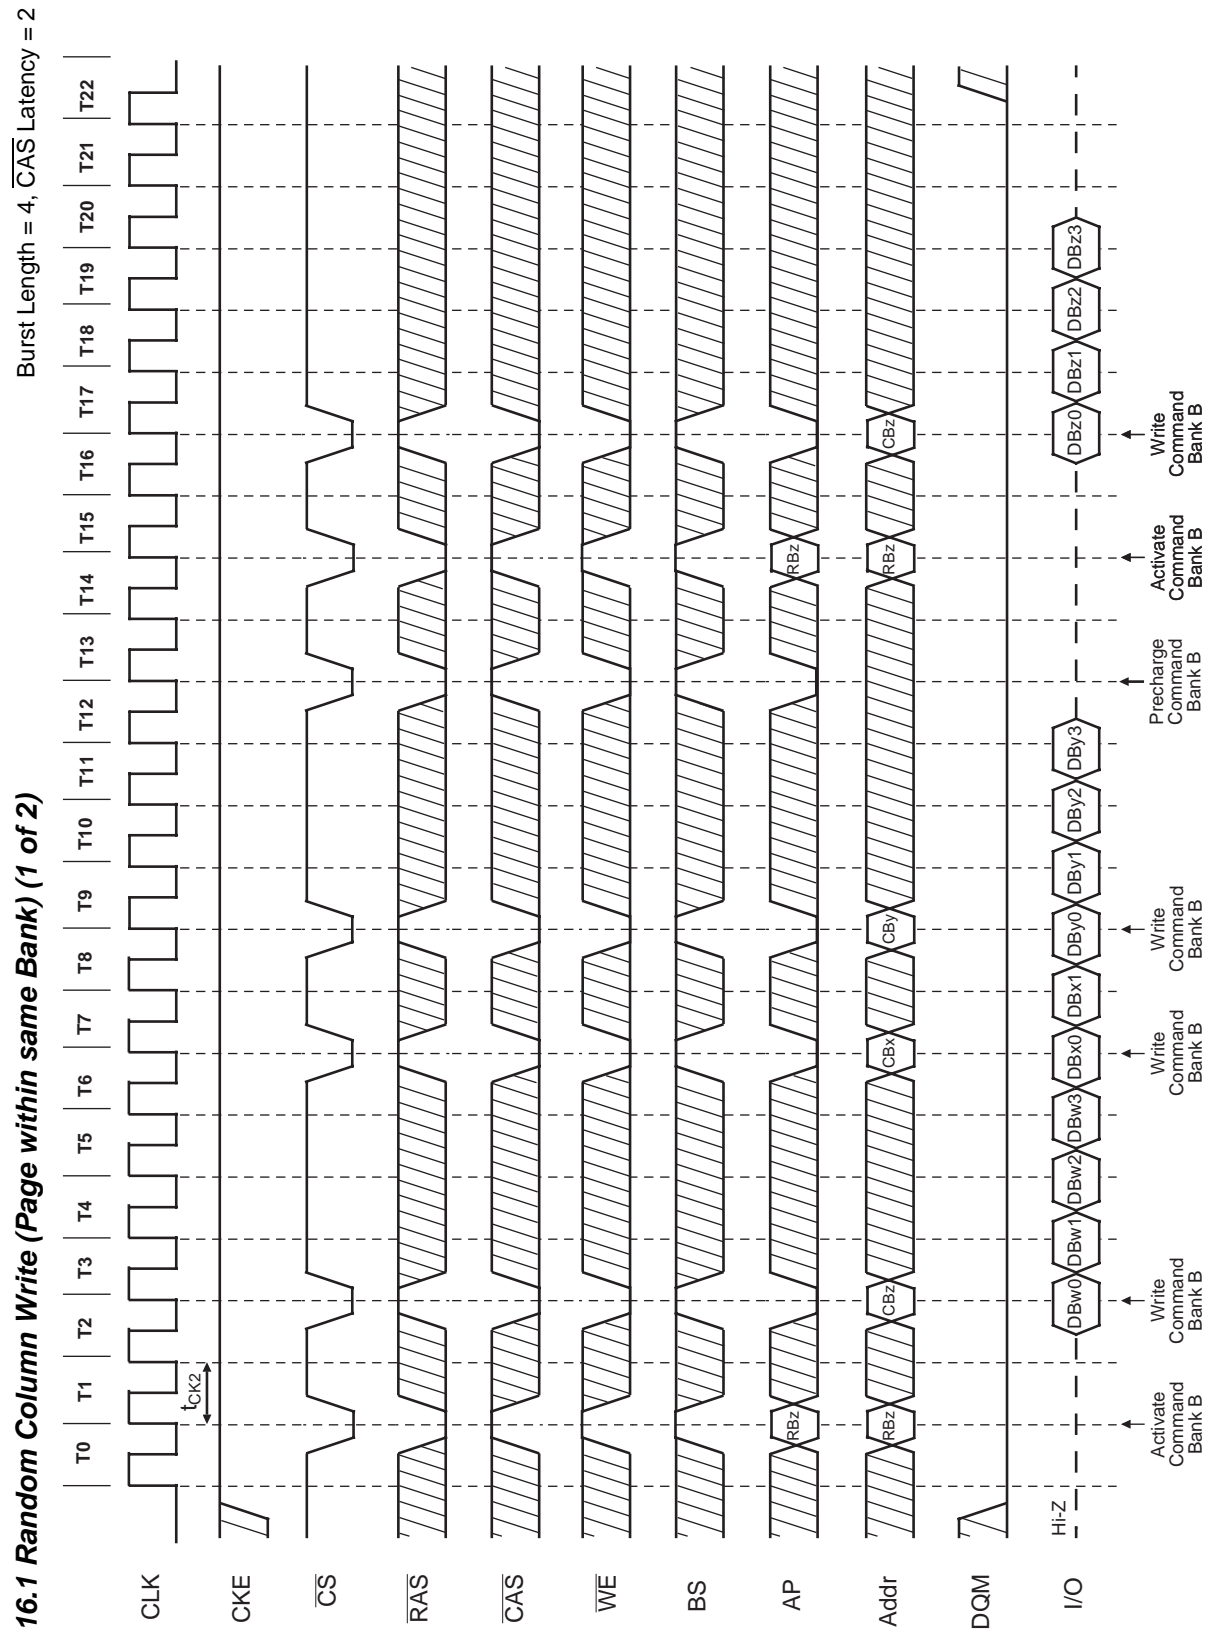 16.1 Random Column Write (Page within same Bank) (1 of 2)
Burst Length = 4, CAS Latency = 2
T0 T1 T2 T3 T4 T5 T6 T7 T8 T9 T10 T11 T12 T13 T14 T15 T16 T17 T18 T19 T20 T21 T22
CLK
tCK2
CKE
CS
RAS
CAS
WE
BS
AP
RBz RBz
Addr
RBz CBz CBx CBy RBz CBz
DQM
Hi-Z
I/O
DBw0 DBw1 DBw2 DBw3 DBx0 DBx1 DBy0 DBy1 DBy2 DBy3 DBz0 DBz1 DBz2 DBz3
Activate
Command
Bank B
Write
Command
Bank B
Write
Command
Bank B
Write
Command
Bank B
Precharge
Command
Bank B
Activate
Command
Bank B
Write
Command
Bank B